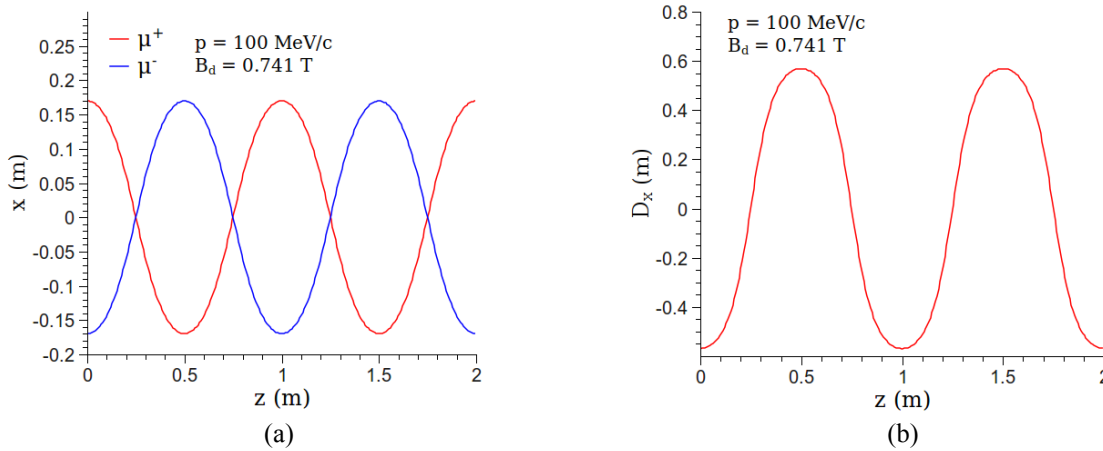 μ+
μ-
p = 100 MeV/c
B_d = 0.741 T
0.25
0.2
0.15
0.1
0.05
0
-0.05
-0.1
-0.15
-0.2
x (m)
0 0.5 1 1.5 2
z (m)
(a)
p = 100 MeV/c
B_d = 0.741 T
0.8
0.6
0.4
0.2
0
-0.2
-0.4
D_x (m)
0 0.5 1 1.5 2
z (m)
(b)